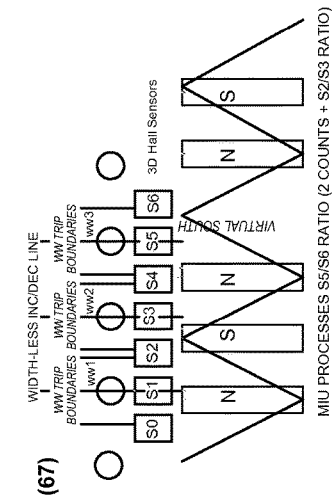 (67)
WIDTH-LESS INC/DEC LINE
WW TRIP
BOUNDARIES
WW TRIP
BOUNDARIES
WW TRIP
BOUNDARIES
ww1
ww2
ww3
S0
S1
S2
S3
S4
S5
S6
3D Hall Sensors
VIRTUAL SOUTH
N
S
N
N
S
MIU PROCESSES S5/S6 RATIO (2 COUNTS + S2/S3 RATIO)